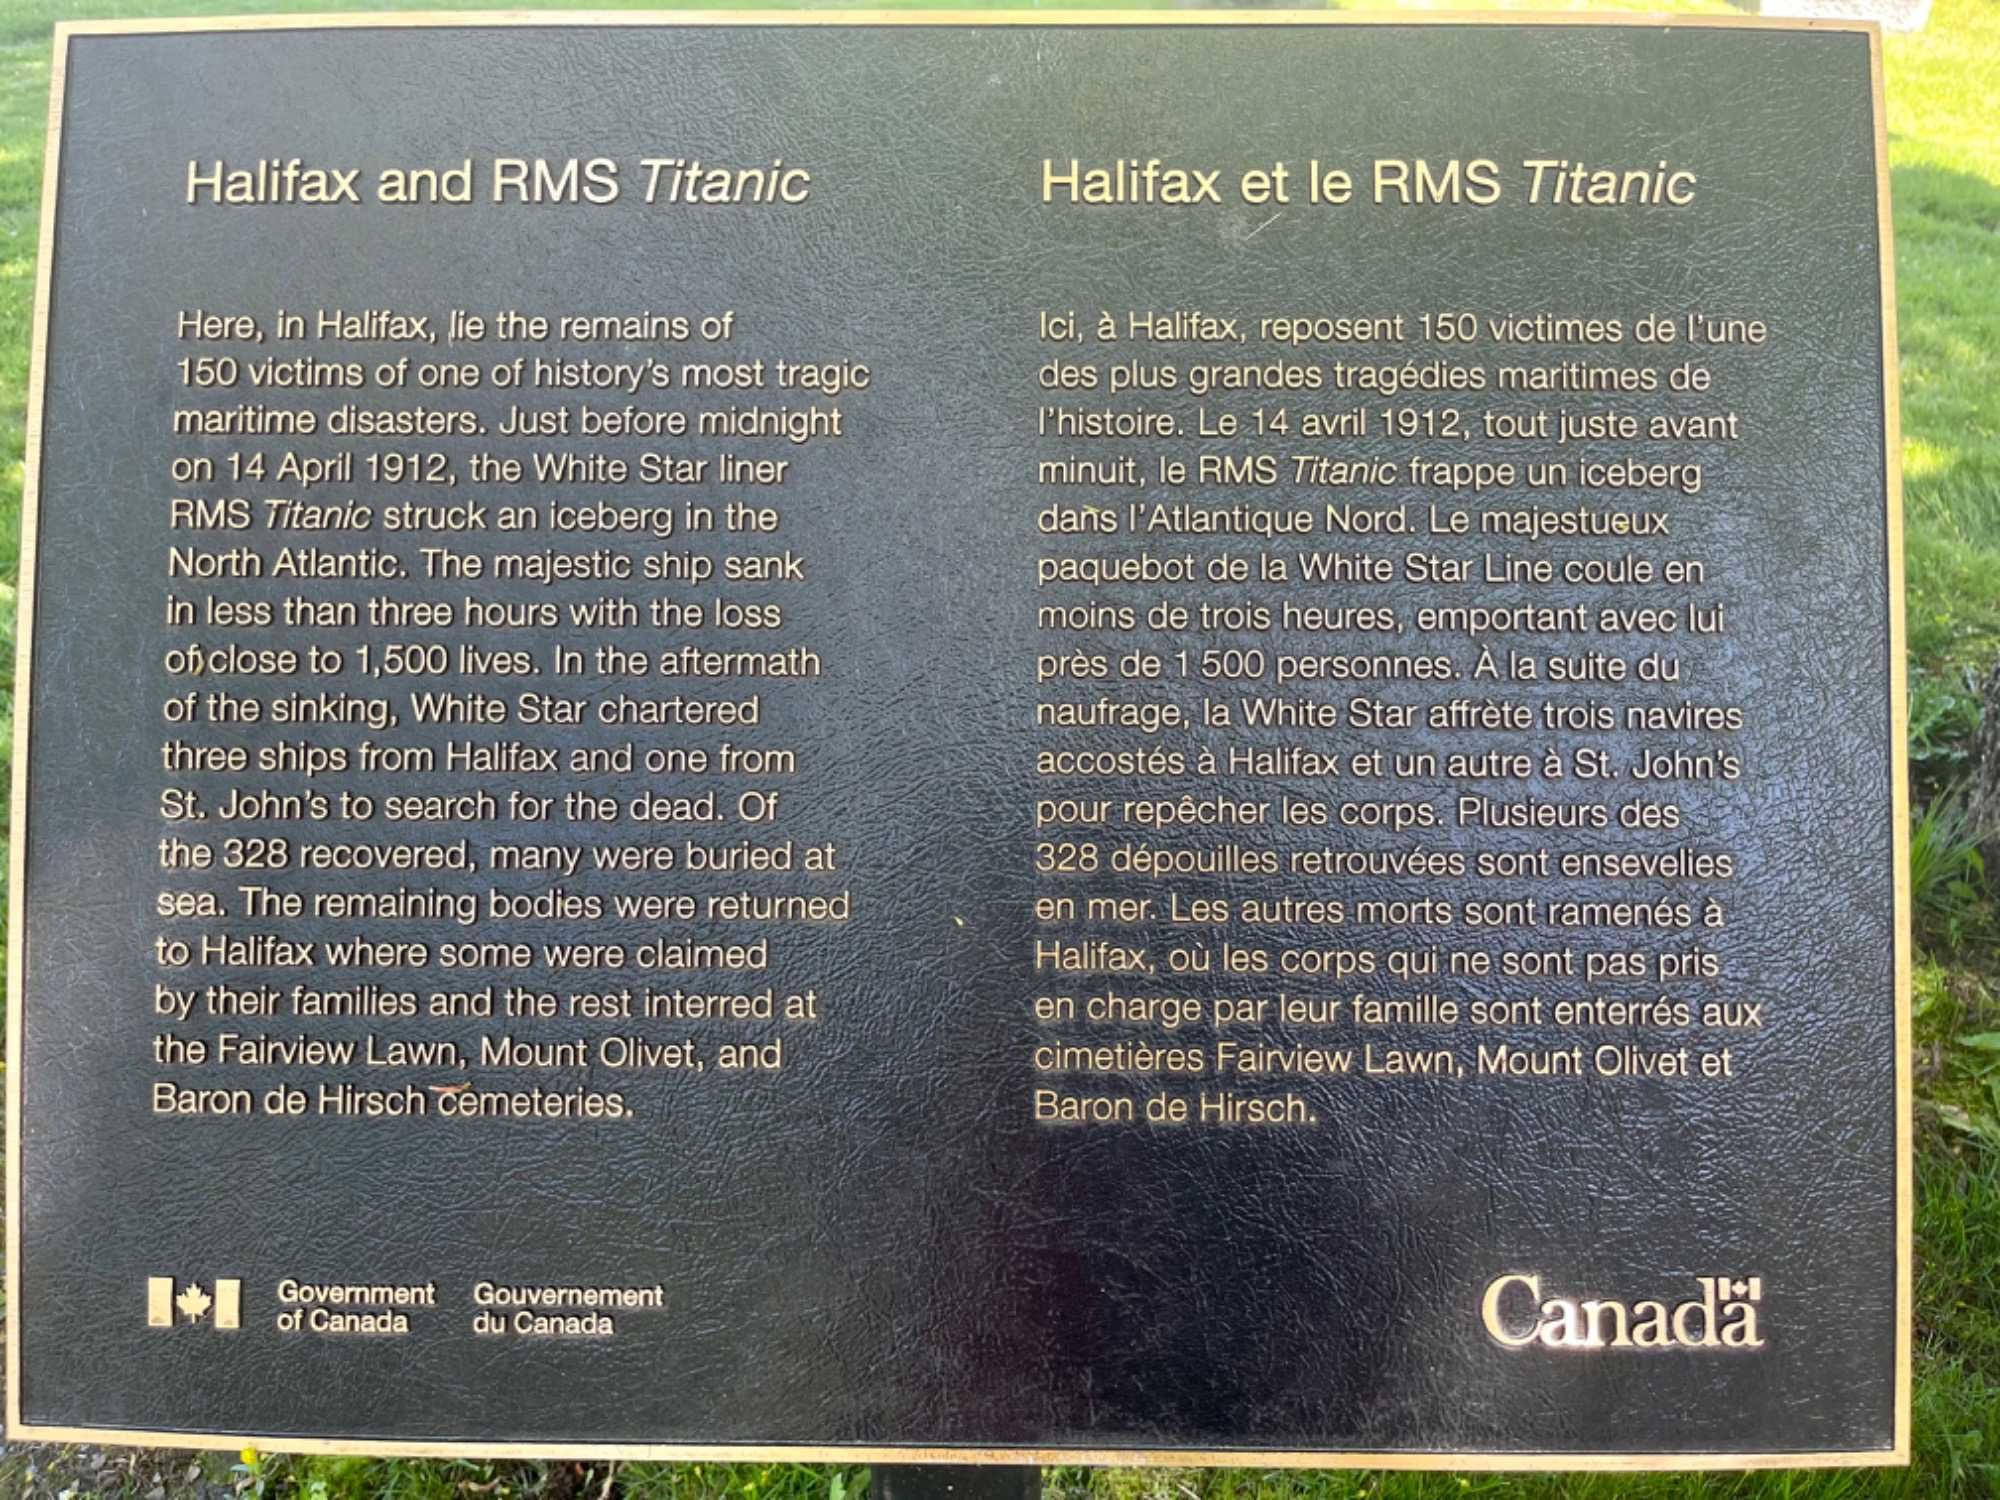 Halifax and RMS Titanic
Here, in Halifax, lie the remains of
150 victims of one of history's most tragic
maritime disasters. Just before midnight
on 14 April 1912, the White Star liner
RMS Titanic struck an iceberg in the
North Atlantic. The majestic ship sank
in less than three hours with the loss
of close to 1,500 lives. In the aftermath
of the sinking, White Star chartered
three ships from Halifax and one from
St. John's to search for the dead. Of
the 328 recovered, many were buried at
sea. The remaining bodies were returned
to Halifax where some were claimed
by their families and the rest interred at
the Fairview Lawn, Mount Olivet, and
Baron de Hirsch cemeteries.
Halifax et le RMS Titanic
Ici, à Halifax, reposent 150 victimes de l'une
des plus grandes tragédies maritimes de
l'histoire. Le 14 avril 1912, tout juste avant
minuit, le RMS Titanic frappe un iceberg
dans l'Atlantique Nord. Le majestueux
paquebot de la White Star Line coule en
moins de trois heures, emportant avec lui
près de 1 500 personnes. À la suite du
naufrage, la White Star affrète trois navires
accostés à Halifax et un autre à St. John's
pour repêcher les corps. Plusieurs des
328 dépouilles retrouvées sont ensevelies
en mer. Les autres morts sont ramenés à
Halifax, où les corps qui ne sont pas pris
en charge par leur famille sont enterrés aux
cimetières Fairview Lawn, Mount Olivet et
Baron de Hirsch.
Government
of Canada
Gouvernement
du Canada
Canada